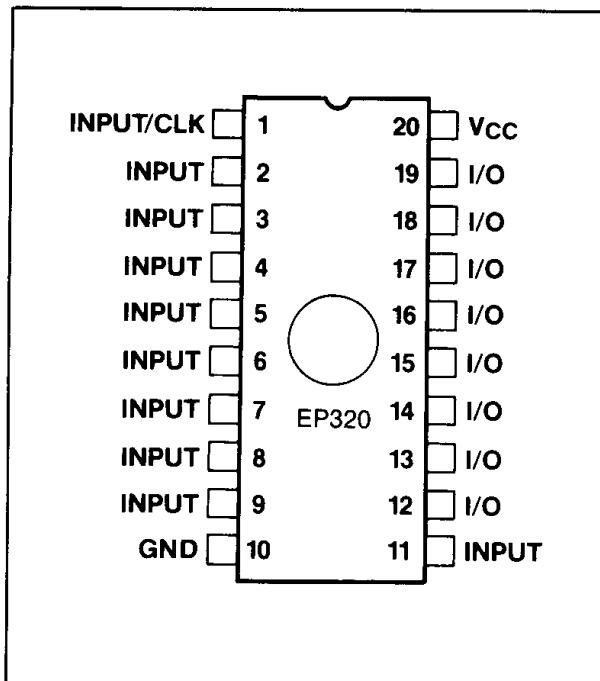 INPUT/CLK 1 20 VCC
INPUT 2 19 I/O
INPUT 3 18 I/O
INPUT 4 17 I/O
INPUT 5 16 I/O
INPUT 6 15 I/O
INPUT 7 14 I/O
EP320
INPUT 8 13 I/O
INPUT 9 12 I/O
GND 10 11 INPUT